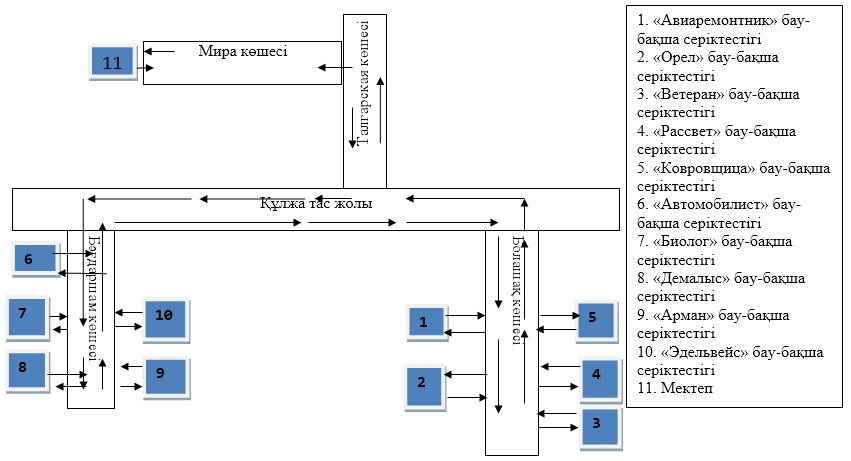 Мира көшесі
11
Талгарская көшесі
Құлжа тас жолы
Бағдаршам көшесі
Болашақ көшесі
6
7
8
10
9
1
2
5
4
3
1. «Авиаремонтник» бау-
бақша серіктестігі
2. «Орел» бау-бақша
серіктестігі
3. «Ветеран» бау-бақша
серіктестігі
4. «Рассвет» бау-бақша
серіктестігі
5. «Ковровщица» бау-бақша
серіктестігі
6. «Автомобилист» бау-
бақша серіктестігі
7. «Биолог» бау-бақша
серіктестігі
8. «Демалыс» бау-бақша
серіктестігі
9. «Арман» бау-бақша
серіктестігі
10. «Эдельвейс» бау-бақша
серіктестігі
11. Мектеп